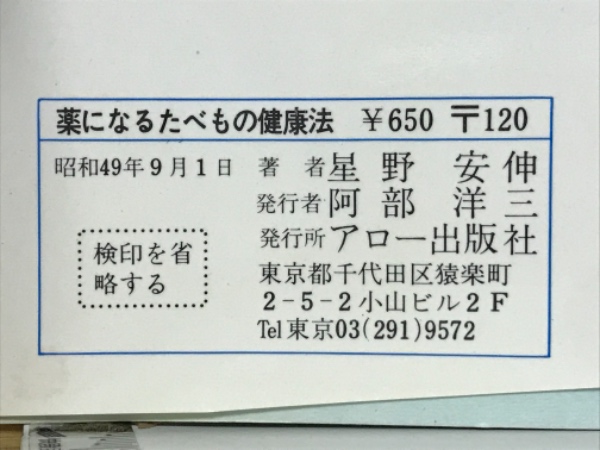 薬になるたべもの健康法 ￥650 〒120
昭和49年9月1日
著者 星野安伸
発行者 阿部洋三
発行所 アロー出版社
東京都千代田区猿楽町
2-5-2小山ビル2F
Tel東京03(291)9572
検印を省
略する